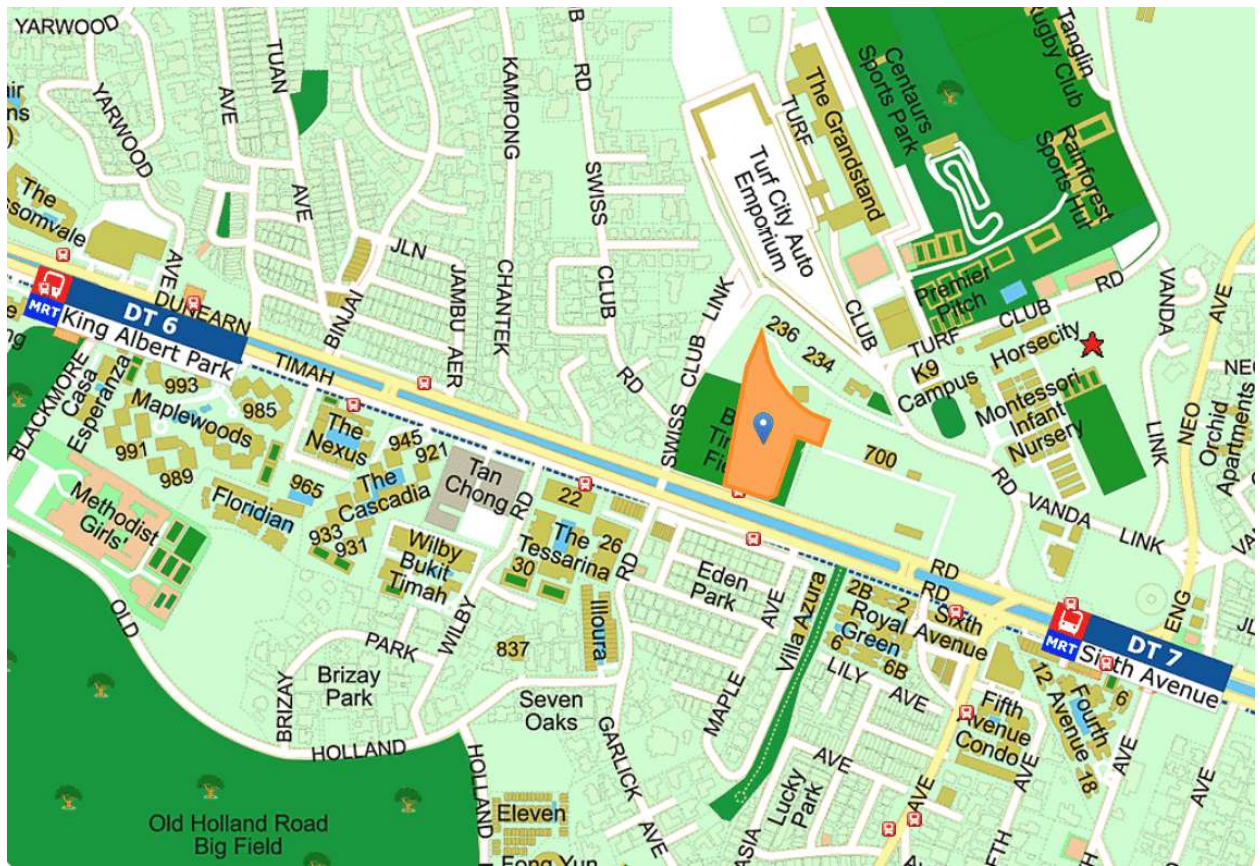 YARWOOD
YARWOOD
AVE
TUAN
AVE
AVE
KAMPONG
CHANTEK
RD
SWISS
CLUB
RD
SWISS CLUB LINK
JLN
JAMBU AER
BINJAI
The Grandstand
Centaurs
Sports Park
Tanglin
Rugby Club
Rainforest
TURF
CLUB
Turf City Auto
Emporium
Premier
Pitch
TURF
CLUB
RD
Horsecity
K9
Campus
Montessori
Infant
Nursery
VANDA
LINK
VANDA
LINK
NEO
AVE
ENG
Orchid
Apartments
236
234
700
RD
The
MRT
DT 6
King Albert Park
DUNEARN
TIMAH
RD
RD
BLACKMORE
Casa
Esperanza
993
985
Maplewoods
991
989
The
Nexus
945
921
965
The
Cascadia
Floridian
933
931
Tan
Chong
RD
22
The
Tessarina
26
30
RD
Wilby
Bukit
Timah
WILBY
Methodist
Girls'
OLD
PARK
BRIZAY
Brizay
Park
837
Illoura
Seven
Oaks
HOLLAND
HOLLAND
GARLICK
AVE
Eden
Park
MAPLE
AVE
Villa Azura
2B
2
Royal
Green
6
6B
Sixth
Avenue
LILY
AVE
AVE
Lucky
Park
AVE
MRT
DT 7
Sixth Avenue
Fifth
Avenue
Condo
12
Fourth
Avenue
6
18
AVE
AVE
AVE
Eleven
Fong Yun
Old Holland Road
Big Field